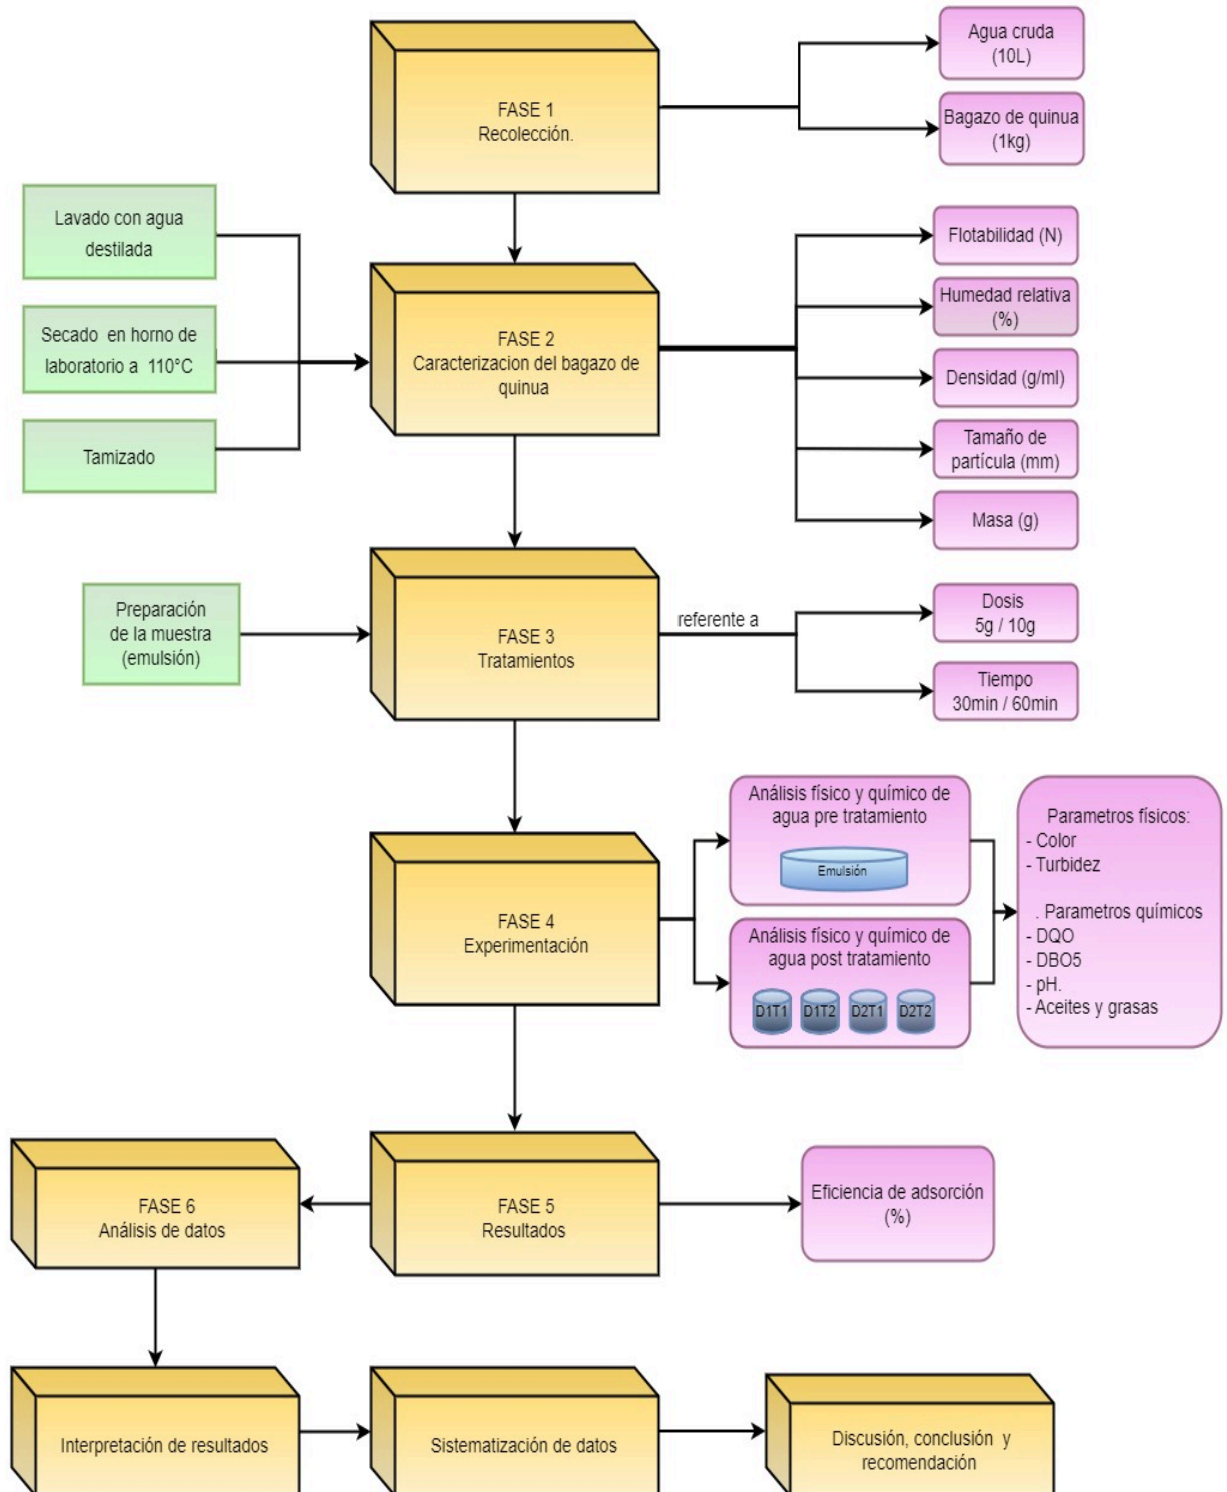 FASE 1
Recolección.
Agua cruda
(10L)
Bagazo de quinua
(1kg)
Lavado con agua
destilada
Secado en horno de
laboratorio a 110°C
Tamizado
FASE 2
Caracterizacion del bagazo de
quinua
Flotabilidad (N)
Humedad relativa
(%)
Densidad (g/ml)
Tamaño de
partícula (mm)
Masa (g)
Preparación
de la muestra
(emulsión)
FASE 3
Tratamientos
referente a
Dosis
5g / 10g
Tiempo
30min / 60min
FASE 4
Experimentación
Análisis físico y químico de
agua pre tratamiento
Emulsión
Análisis físico y químico de
agua post tratamiento
D1T1 D1T2 D2T1 D2T2
Parametros físicos:
- Color
- Turbidez
. Parametros químicos
- DQO
- DBO5
- pH.
- Aceites y grasas
FASE 5
Resultados
Eficiencia de adsorción
(%)
FASE 6
Análisis de datos
Interpretación de resultados
Sistematización de datos
Discusión, conclusión y
recomendación